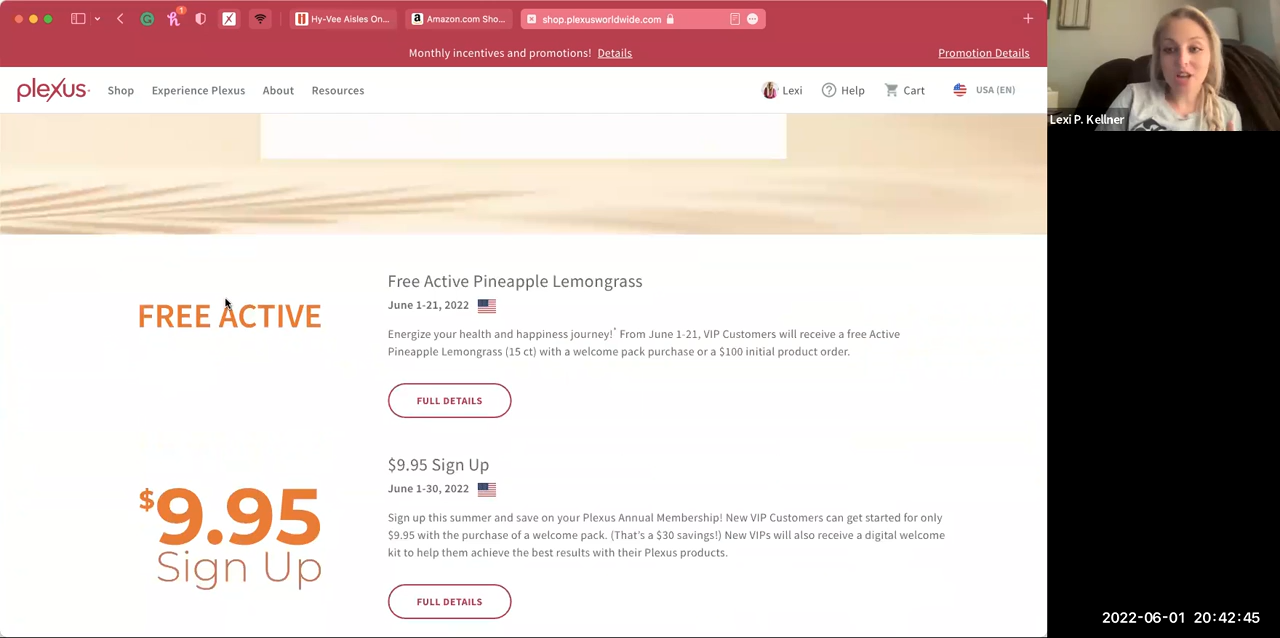 Hy-Vee Aisles On...
Amazon.com Sho...
shop.plexusworldwide.com
Monthly incentives and promotions! Details
Promotion Details
plexus
Shop
Experience Plexus
About
Resources
Lexi
Help
Cart
USA (EN)
Lexi P. Kellner
FREE ACTIVE
Free Active Pineapple Lemongrass
June 1-21, 2022
Energize your health and happiness journey!* From June 1-21, VIP Customers will receive a free Active
Pineapple Lemongrass (15 ct) with a welcome pack purchase or a $100 initial product order.
FULL DETAILS
$9.95
Sign Up
$9.95 Sign Up
June 1-30, 2022
Sign up this summer and save on your Plexus Annual Membership! New VIP Customers can get started for only
$9.95 with the purchase of a welcome pack. (That's a $30 savings!) New VIPs will also receive a digital welcome
kit to help them achieve the best results with their Plexus products.
FULL DETAILS
2022-06-01 20:42:45